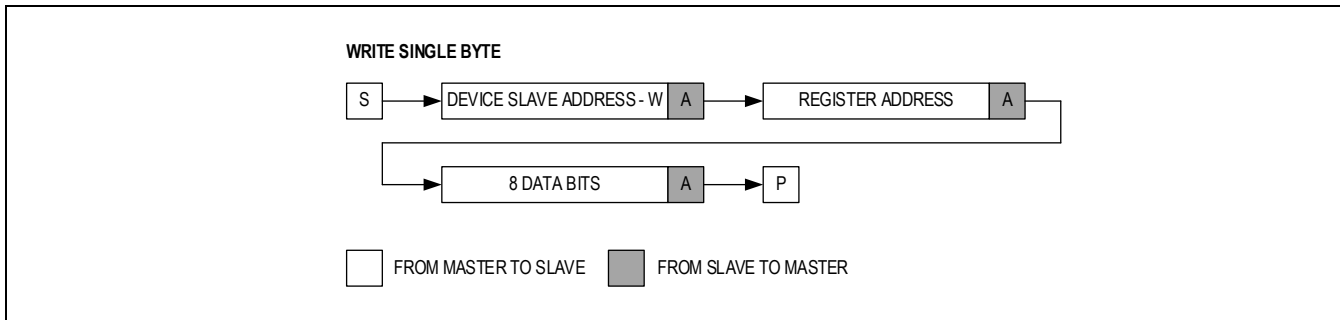 WRITE SINGLE BYTE
S DEVICE SLAVE ADDRESS - W A REGISTER ADDRESS A
8 DATA BITS A P
FROM MASTER TO SLAVE FROM SLAVE TO MASTER